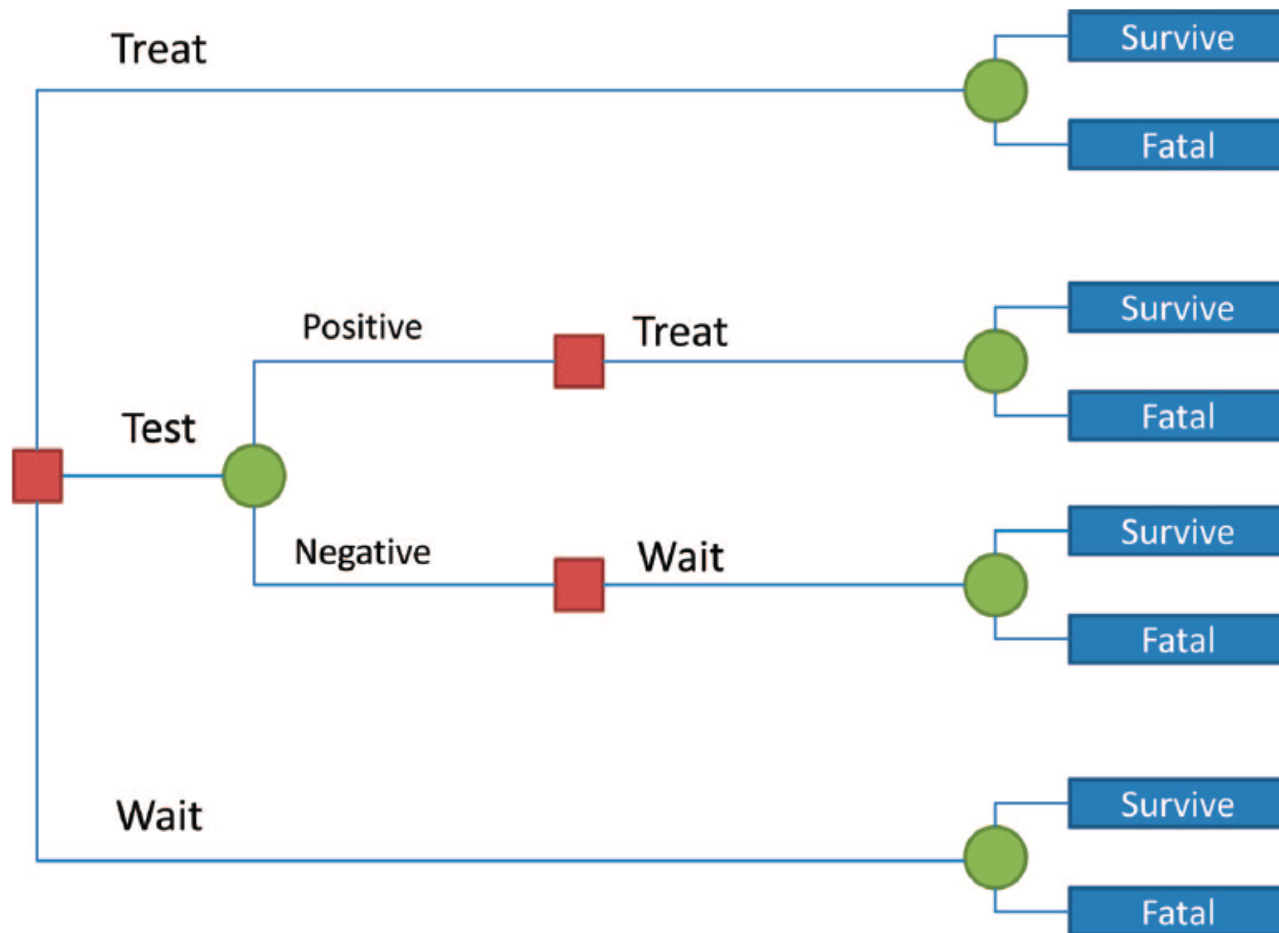 Treat
Survive
Fatal
Positive
Treat
Survive
Fatal
Test
Negative
Wait
Survive
Fatal
Wait
Survive
Fatal